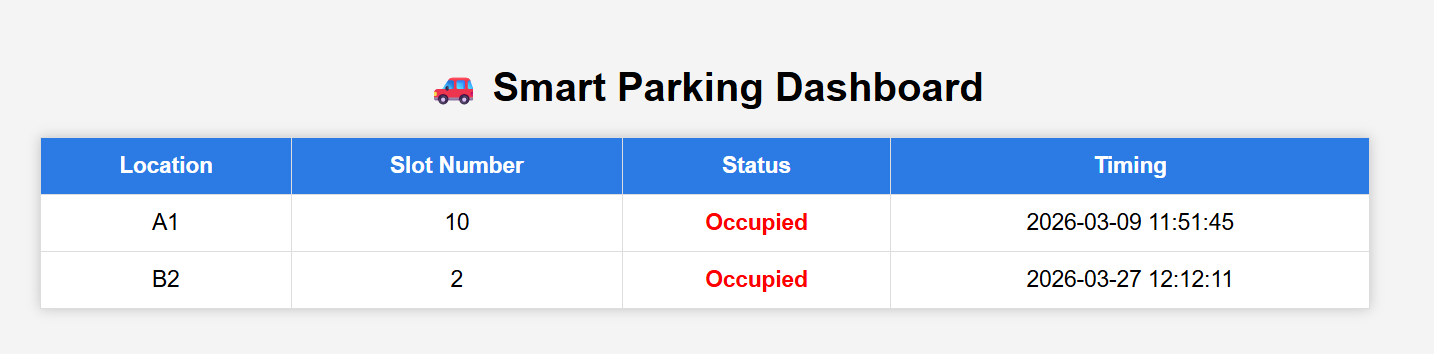 Smart Parking Dashboard
Location Slot Number Status Timing
A1 10 Occupied 2026-03-09 11:51:45
B2 2 Occupied 2026-03-27 12:12:11